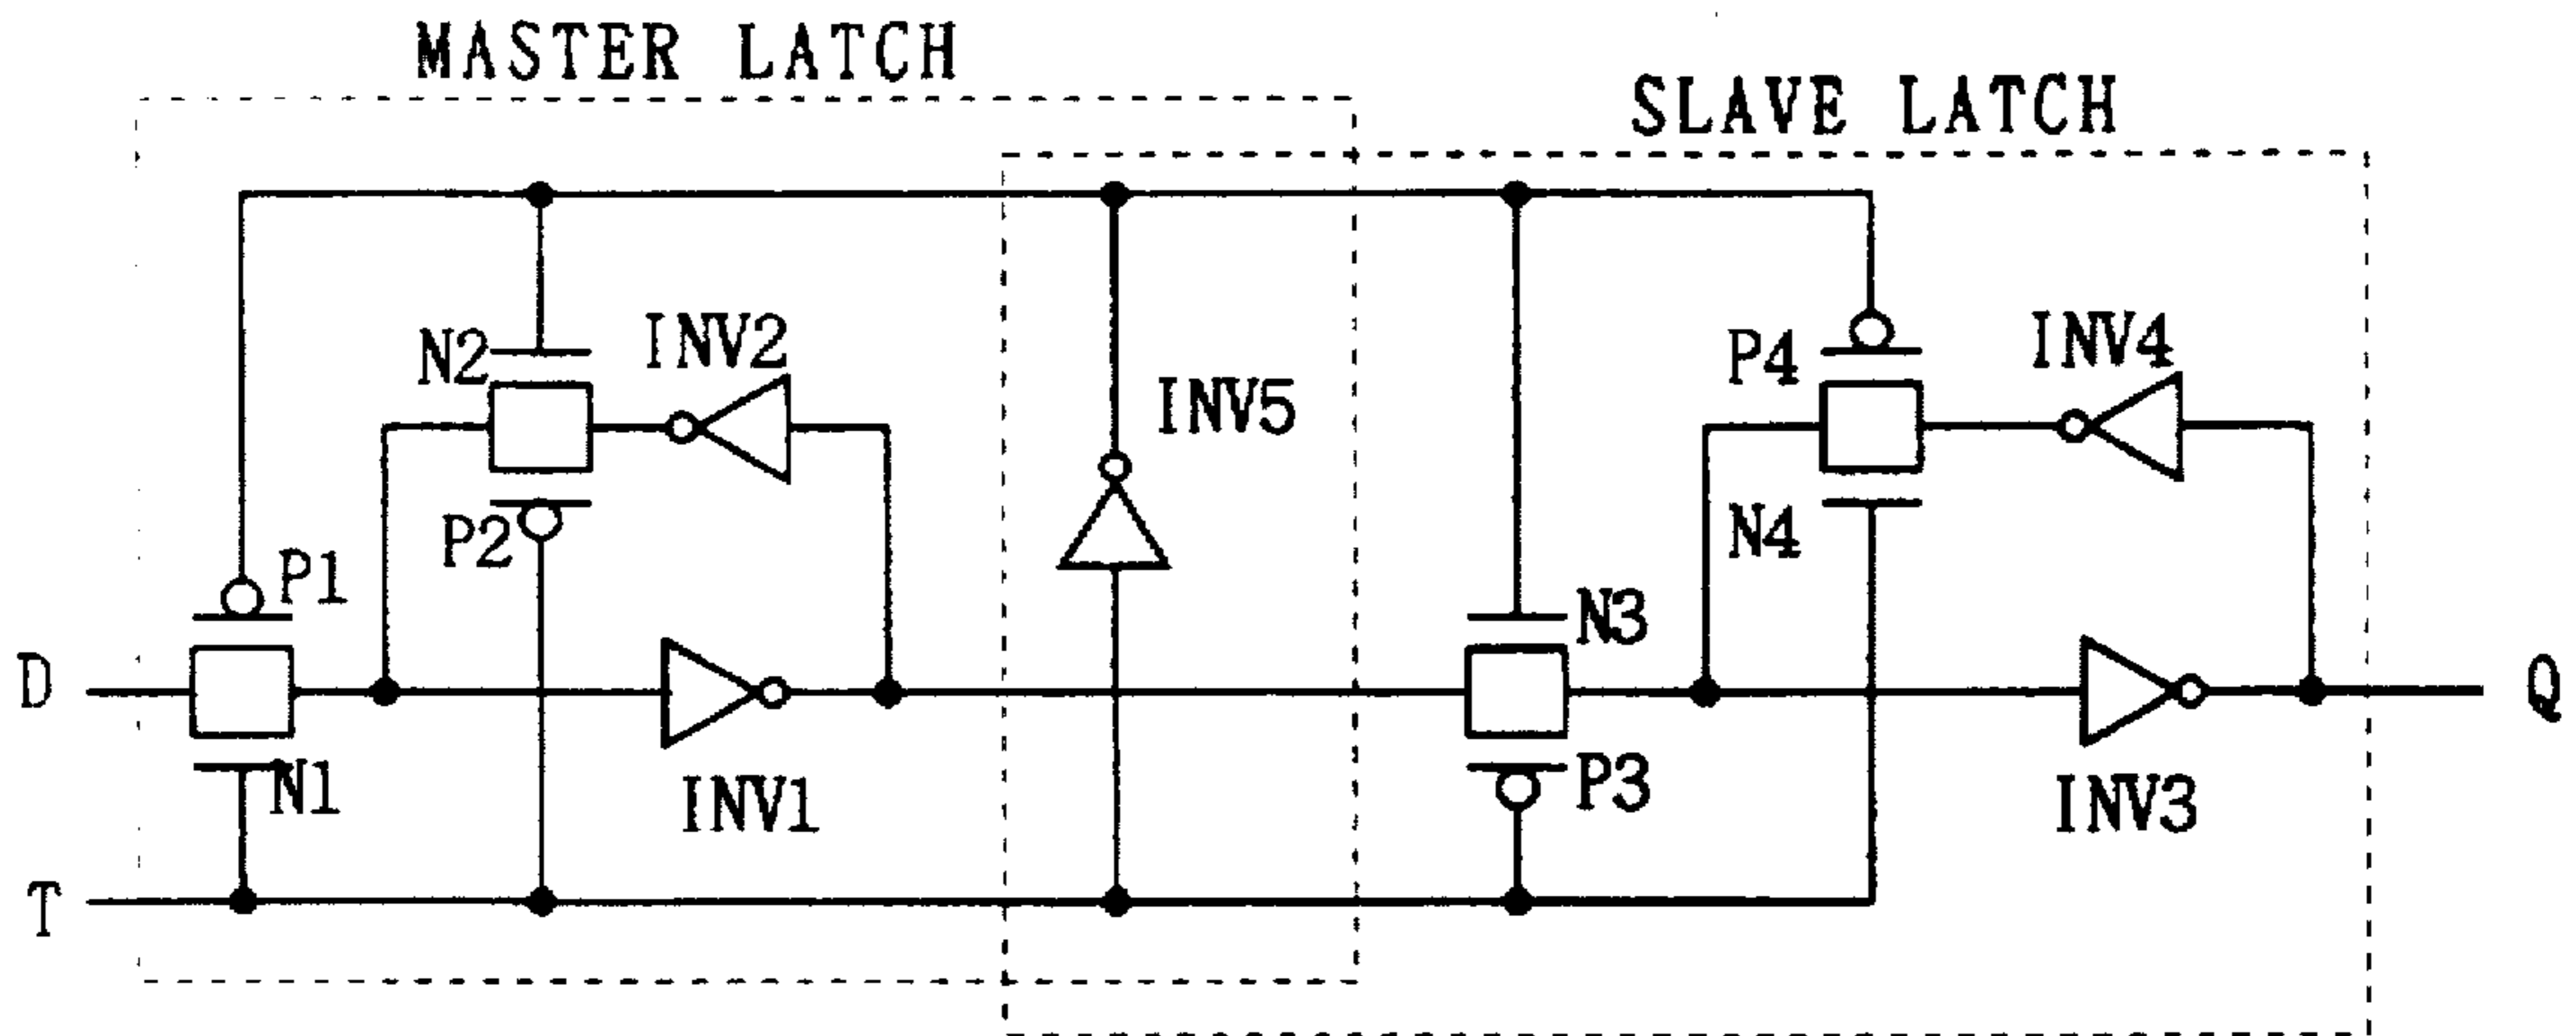 MASTER LATCH
SLAVE LATCH
N2
INV2
P4
INV4
INV5
P2
N4
P1
N3
D
Q
N1
INV1
P3
INV3
T